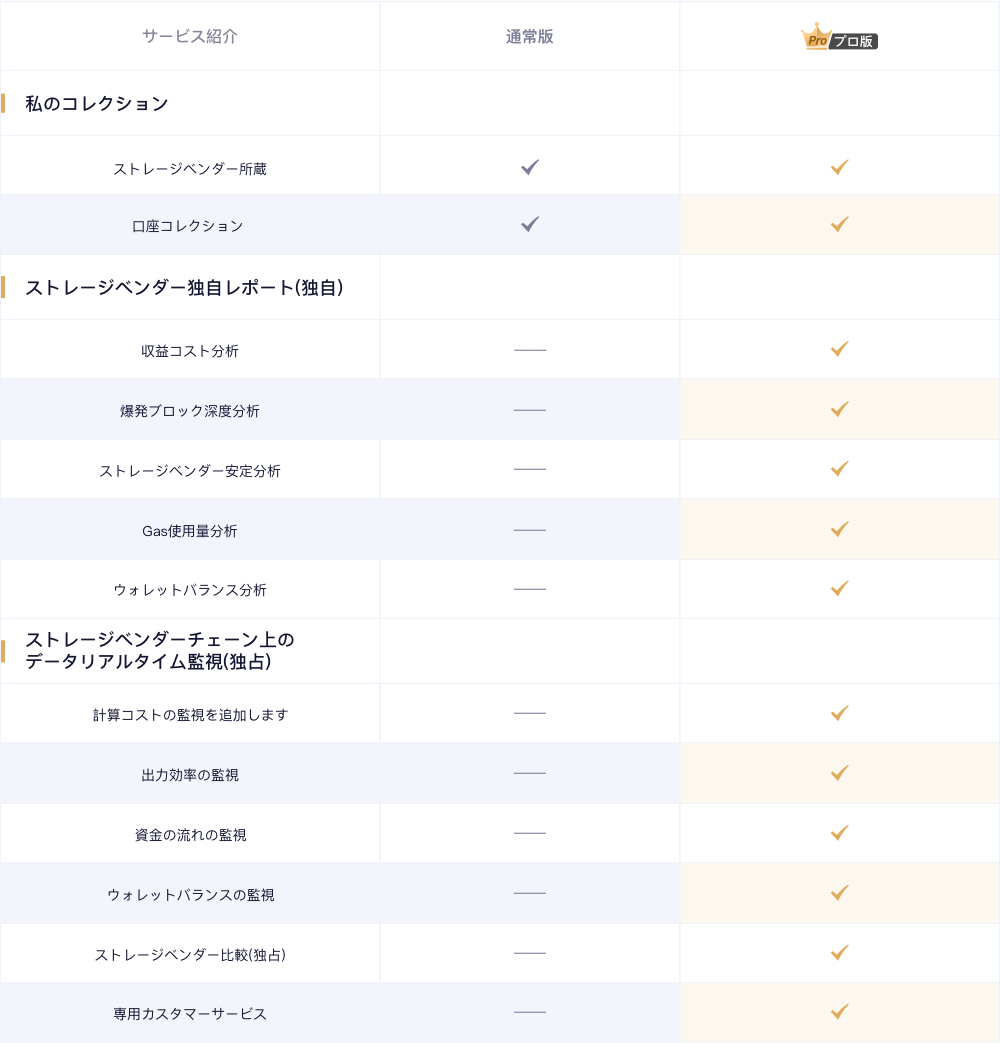 サービス紹介
通常版
Pro プロ版
私のコレクション
ストレージベンダー所蔵
口座コレクション
ストレージベンダー独自レポート(独自)
収益コスト分析
爆発ブロック深度分析
ストレージベンダー安定分析
Gas使用量分析
ウォレットバランス分析
ストレージベンダーチェーン上の
データリアルタイム監視(独占)
計算コストの監視を追加します
出力効率の監視
資金の流れの監視
ウォレットバランスの監視
ストレージベンダー比較(独占)
専用カスタマーサービス